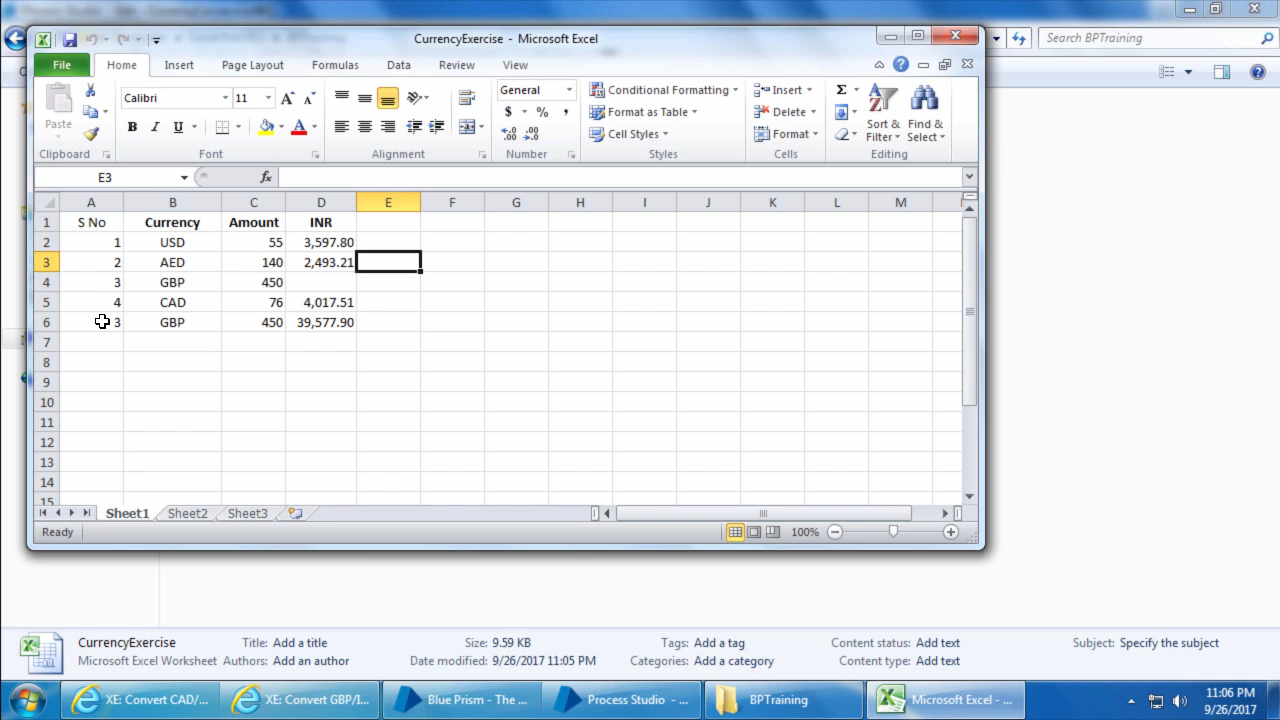 CurrencyExercise - Microsoft Excel
Search BPTraining
File Home Insert Page Layout Formulas Data Review View
Paste
Calibri 11
General
Conditional Formatting
Format as Table
Cell Styles
Insert
Delete
Format
Sort & Filter
Find & Select
Clipboard Font Alignment Number Styles Cells Editing
E3 fx
A B C D E F G H I J K L M
1 S No Currency Amount INR
2 1 USD 55 3,597.80
3 2 AED 140 2,493.21
4 3 GBP 450
5 4 CAD 76 4,017.51
6 3 GBP 450 39,577.90
7
8
9
10
11
12
13
14
15
Sheet1 Sheet2 Sheet3
Ready 100%
CurrencyExercise Title: Add a title Size: 9.59 KB Tags: Add a tag Content status: Add text Subject: Specify the subject
Microsoft Excel Worksheet Authors: Add an author Date modified: 9/26/2017 11:05 PM Categories: Add a category Content type: Add text
XE: Convert CAD/... XE: Convert GBP/I... Blue Prism - The ... Process Studio - ... BPTraining Microsoft Excel - ... 11:06 PM
9/26/2017